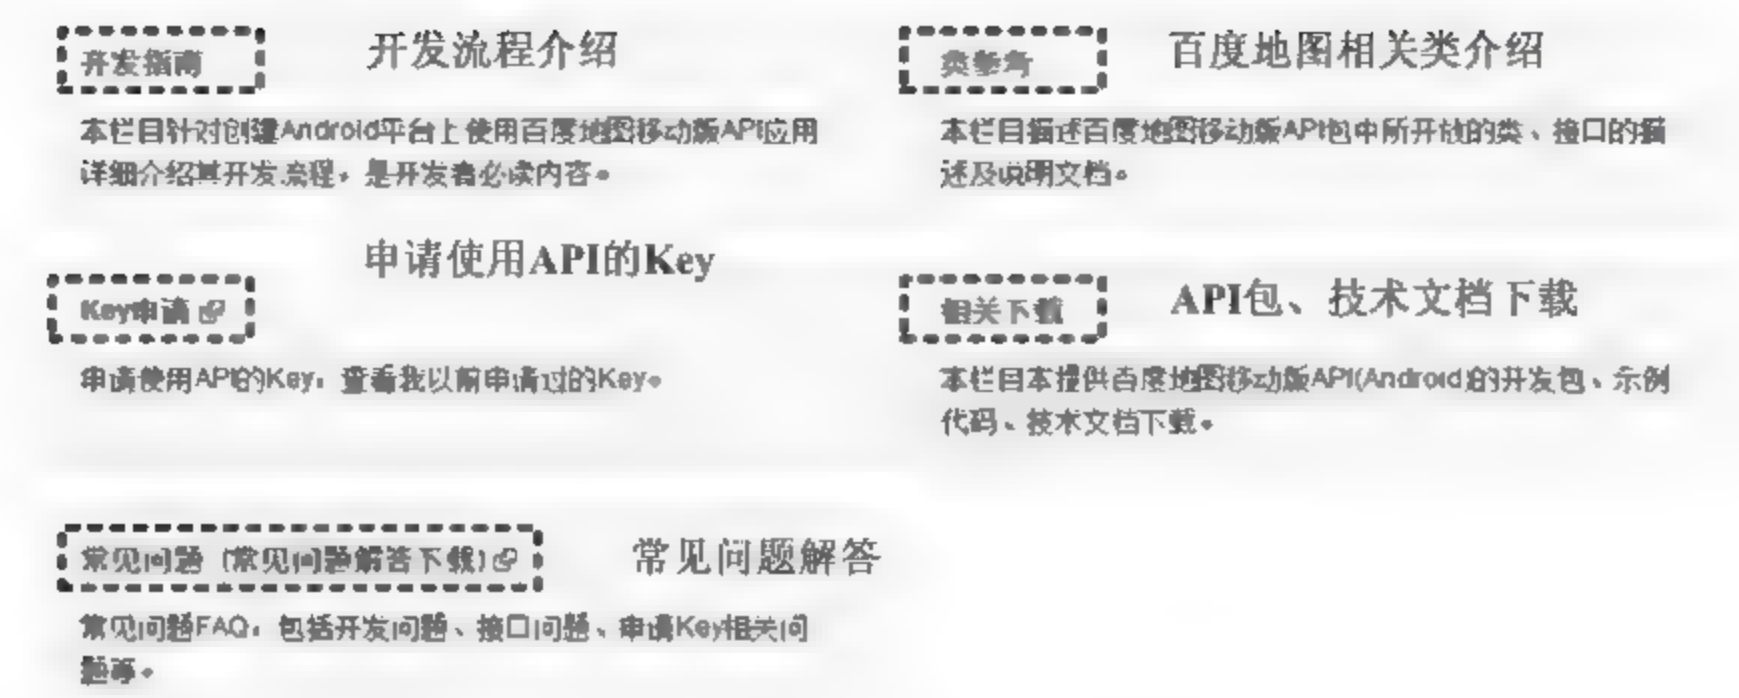 开发指南
开发流程介绍
本栏目针对创建Android平台上使用百度地图移动版API应用
详细介绍其开发流程，是开发者必读内容。
类参考
百度地图相关类介绍
本栏目描述百度地图移动版API包中所开放的类、接口的描
述及说明文档。
申请使用API的Key
Key申请
申请使用API的Key，查看我以前申请过的Key。
API包、技术文档下载
相关下载
本栏目本提供百度地图移动版API(Android)的开发包、示例
代码、技术文档下载。
常见问题（常见问题解答下载）
常见问题解答
常见问题FAQ，包括开发问题、接口问题、申请Key相关问
题等。